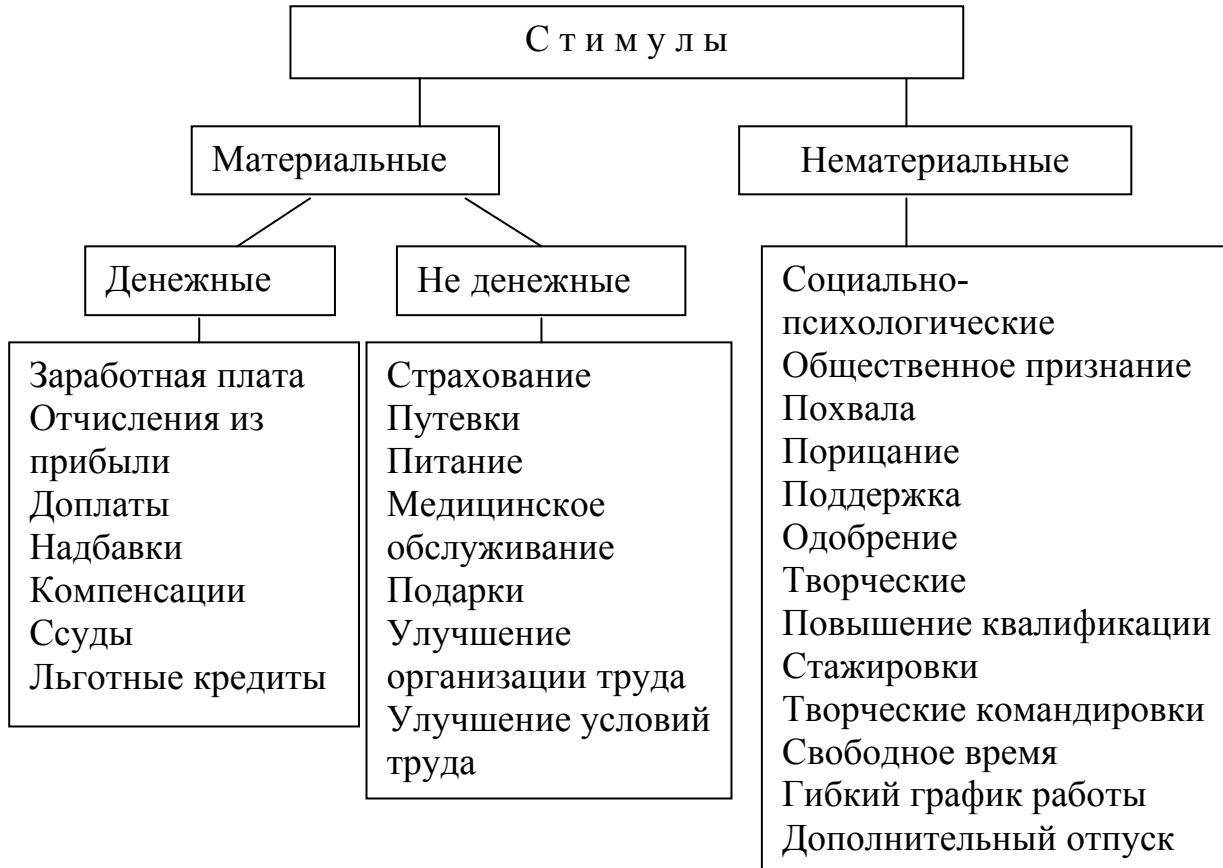 С т и м у л ы
Материальные
Нематериальные
Денежные
Не денежные
Заработная плата
Отчисления из
прибыли
Доплаты
Надбавки
Компенсации
Ссуды
Льготные кредиты
Страхование
Путевки
Питание
Медицинское
обслуживание
Подарки
Улучшение
организации труда
Улучшение условий
труда
Социально-
психологические
Общественное признание
Похвала
Порицание
Поддержка
Одобрение
Творческие
Повышение квалификации
Стажировки
Творческие командировки
Свободное время
Гибкий график работы
Дополнительный отпуск